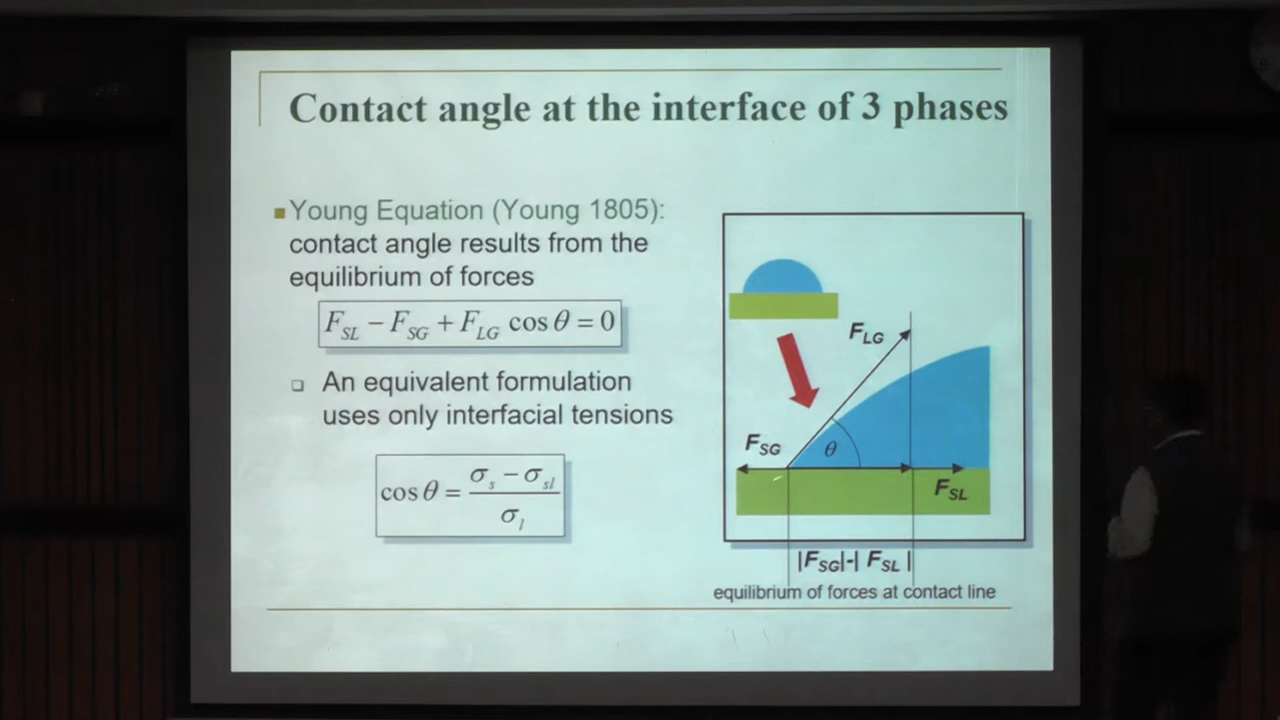 Contact angle at the interface of 3 phases
Young Equation (Young 1805):
contact angle results from the
equilibrium of forces
F_SL − F_SG + F_LG cos θ = 0
An equivalent formulation
uses only interfacial tensions
cos θ = (σ_s − σ_sl) / σ_l
F_LG
F_SG
θ
F_SL
|F_SG|-| F_SL |
equilibrium of forces at contact line